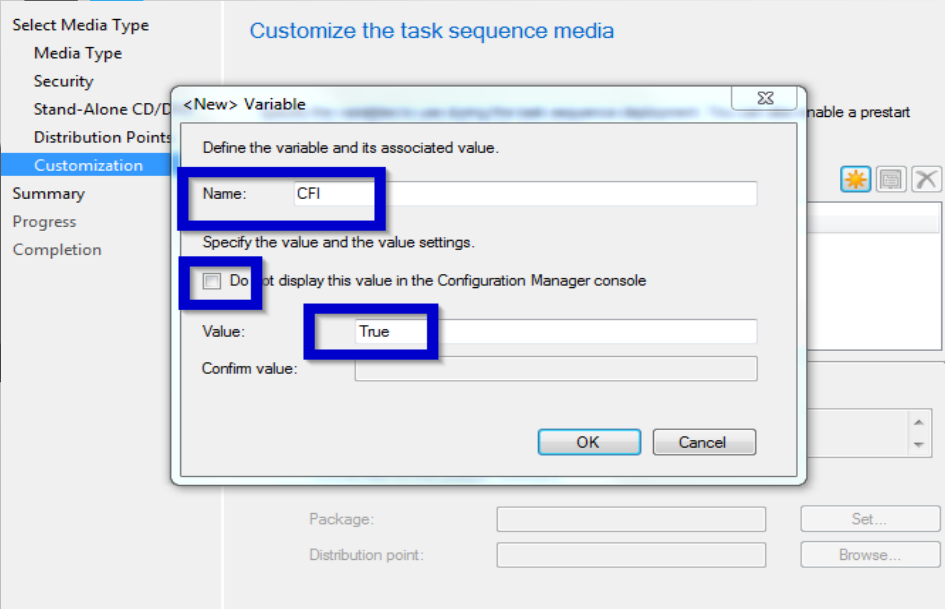 Select Media Type
Media Type
Security
Stand-Alone CD/D
Distribution Points
Customization
Summary
Progress
Completion
Customize the task sequence media
nable a prestart
<New> Variable
Define the variable and its associated value.
Name: CFI
Specify the value and the value settings.
Do not display this value in the Configuration Manager console
Value: True
Confirm value:
OK Cancel
Package: Set...
Distribution point: Browse...